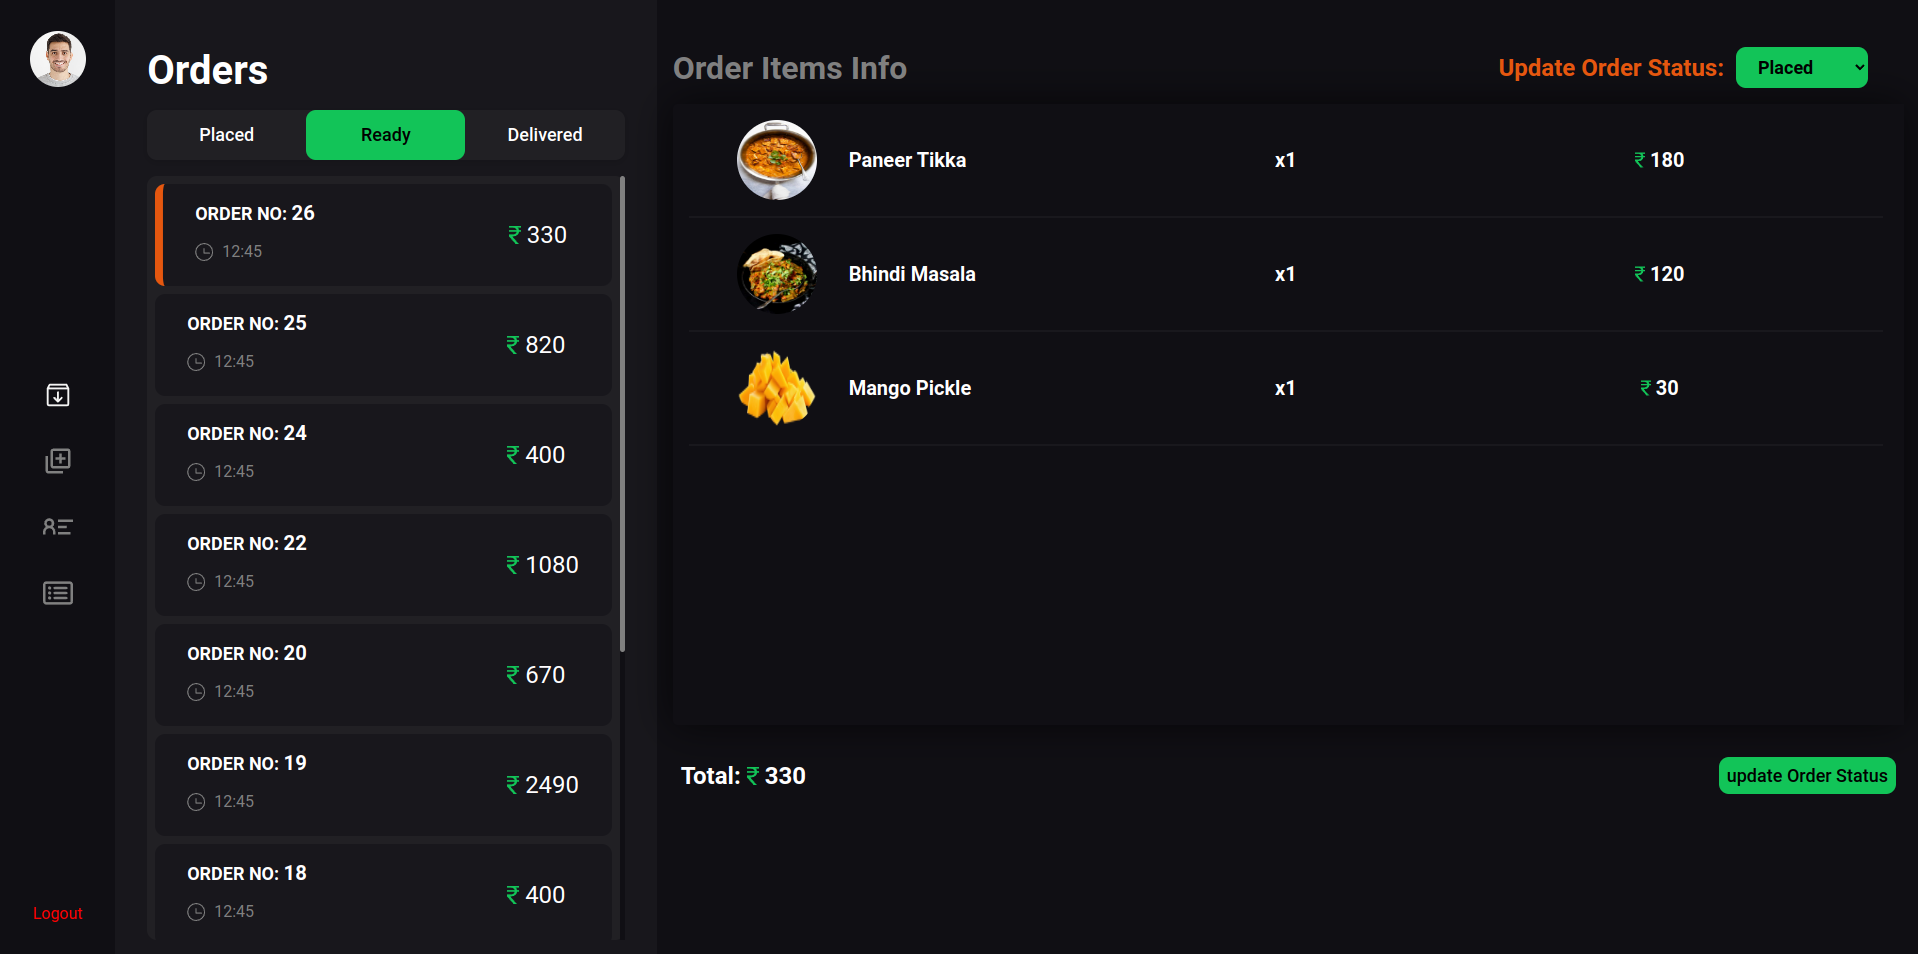 Orders
Placed Ready Delivered
ORDER NO: 26
12:45
₹ 330
ORDER NO: 25
12:45
₹ 820
ORDER NO: 24
12:45
₹ 400
ORDER NO: 22
12:45
₹ 1080
ORDER NO: 20
12:45
₹ 670
ORDER NO: 19
12:45
₹ 2490
ORDER NO: 18
12:45
₹ 400
Logout
Order Items Info
Update Order Status: Placed
Paneer Tikka x1 ₹ 180
Bhindi Masala x1 ₹ 120
Mango Pickle x1 ₹ 30
Total: ₹ 330
update Order Status